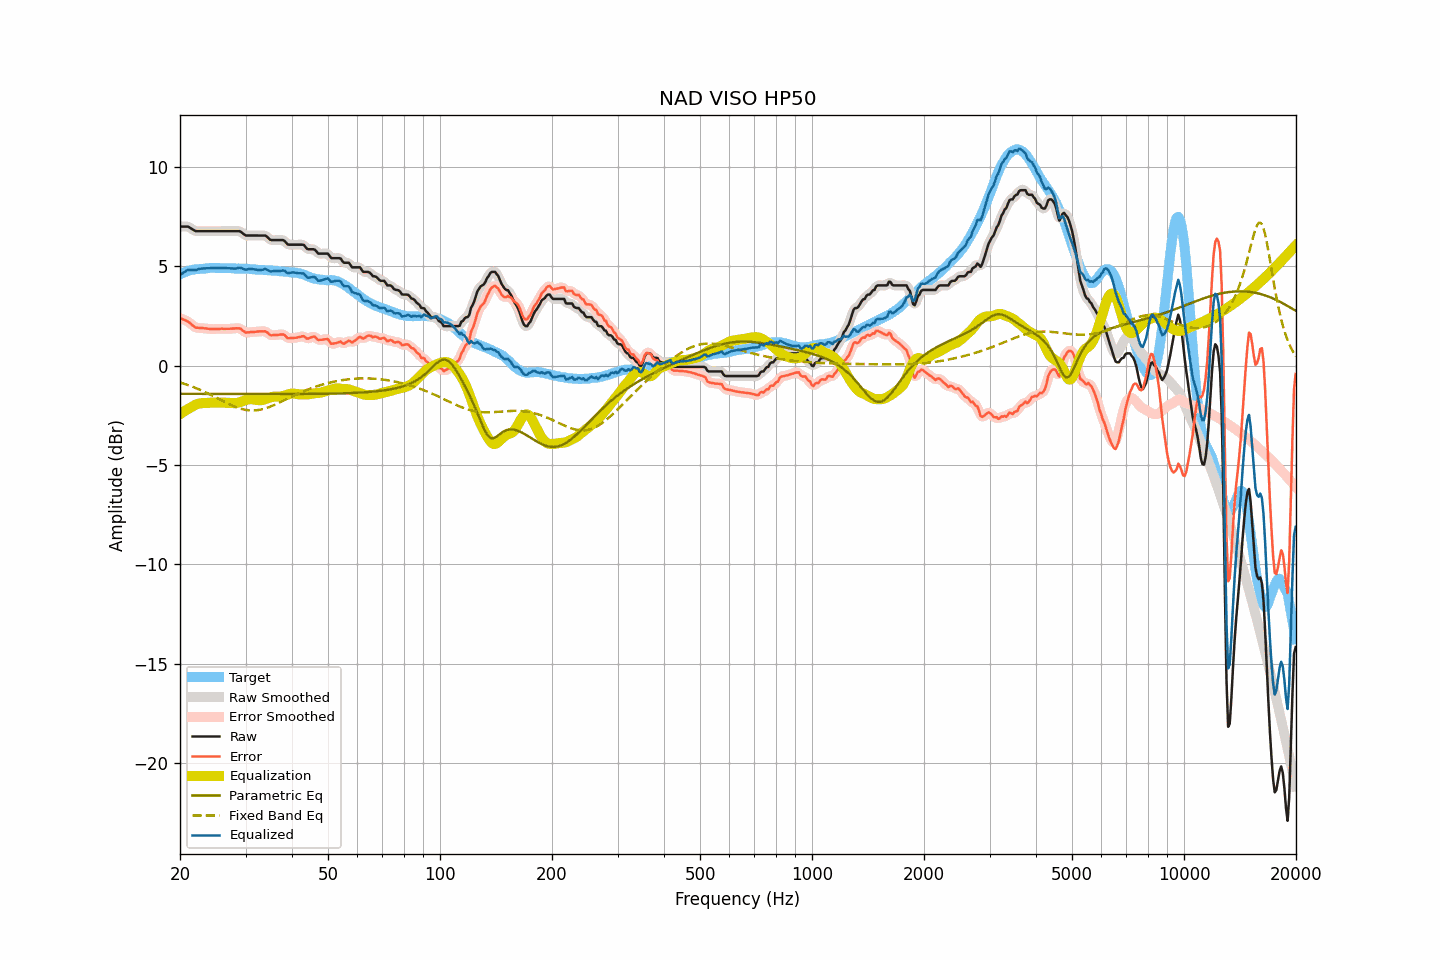 NAD VISO HP50
Amplitude (dBr)
10
5
0
−5
−10
−15
−20
Target
Raw Smoothed
Error Smoothed
Raw
Error
Equalization
Parametric Eq
Fixed Band Eq
Equalized
20 50 100 200 500 1000 2000 5000 10000 20000
Frequency (Hz)